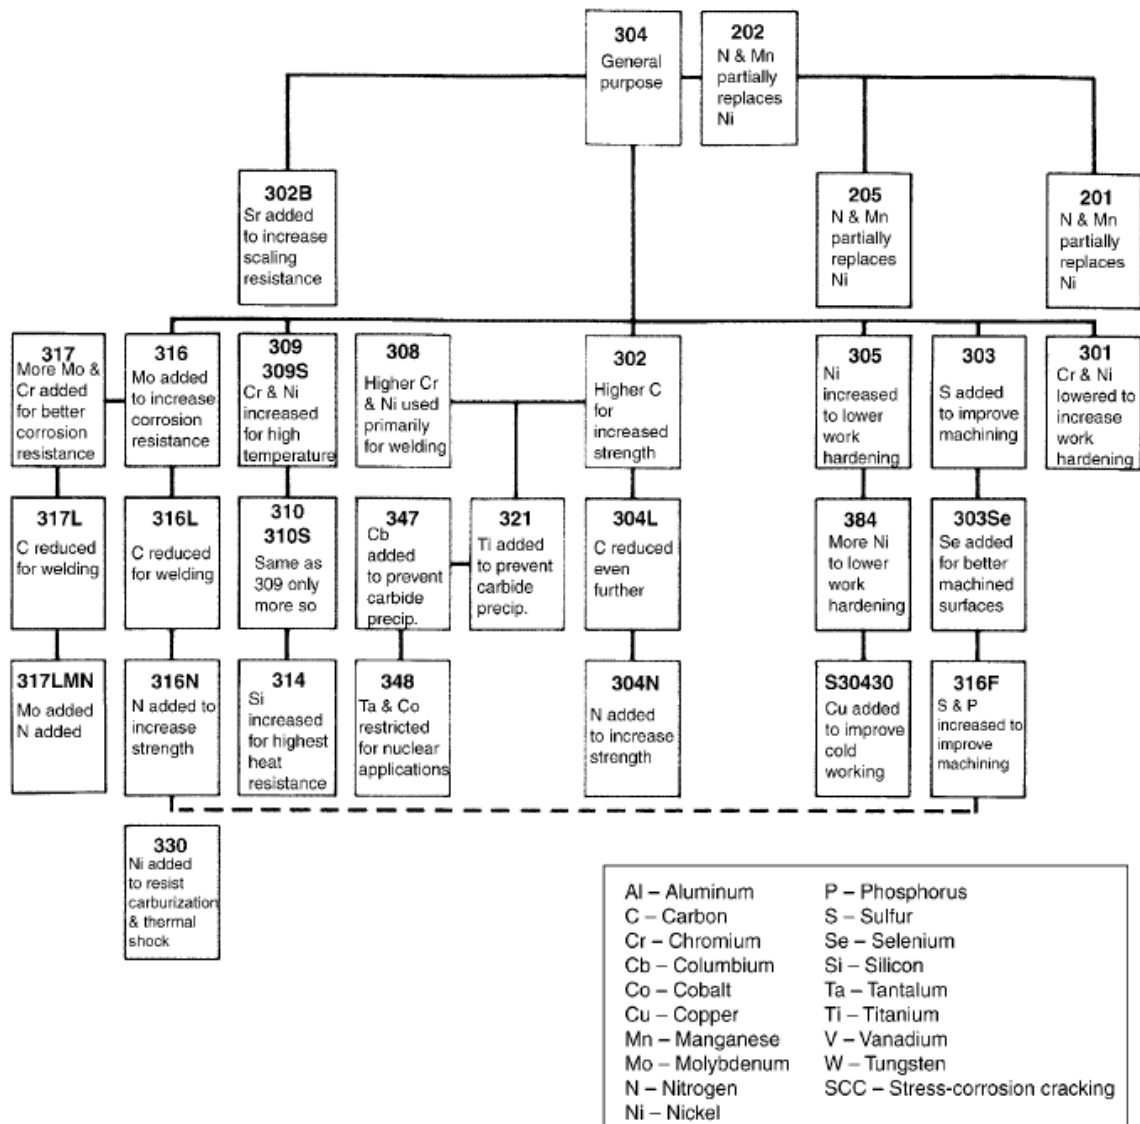 304
General
purpose
202
N & Mn
partially
replaces
Ni
302B
Sr added
to increase
scaling
resistance
205
N & Mn
partially
replaces
Ni
201
N & Mn
partially
replaces
Ni
317
More Mo &
Cr added
for better
corrosion
resistance
316
Mo added
to increase
corrosion
resistance
309
309S
Cr & Ni
increased
for high
temperature
308
Higher Cr
& Ni used
primarily
for welding
302
Higher C
for
increased
strength
305
Ni
increased
to lower
work
hardening
303
S added
to improve
machining
301
Cr & Ni
lowered to
increase
work
hardening
317L
C reduced
for welding
316L
C reduced
for welding
310
310S
Same as
309 only
more so
347
Cb
added
to prevent
carbide
precip.
321
Ti added
to prevent
carbide
precip.
304L
C reduced
even
further
384
More Ni
to lower
work
hardening
303Se
Se added
for better
machined
surfaces
317LMN
Mo added
N added
316N
N added to
increase
strength
314
Si
increased
for highest
heat
resistance
348
Ta & Co
restricted
for nuclear
applications
304N
N added
to increase
strength
S30430
Cu added
to improve
cold
working
316F
S & P
increased to
improve
machining
330
Ni added
to resist
carburization
& thermal
shock
Al – Aluminum
C – Carbon
Cr – Chromium
Cb – Columbium
Co – Cobalt
Cu – Copper
Mn – Manganese
Mo – Molybdenum
N – Nitrogen
Ni – Nickel
P – Phosphorus
S – Sulfur
Se – Selenium
Si – Silicon
Ta – Tantalum
Ti – Titanium
V – Vanadium
W – Tungsten
SCC – Stress-corrosion cracking